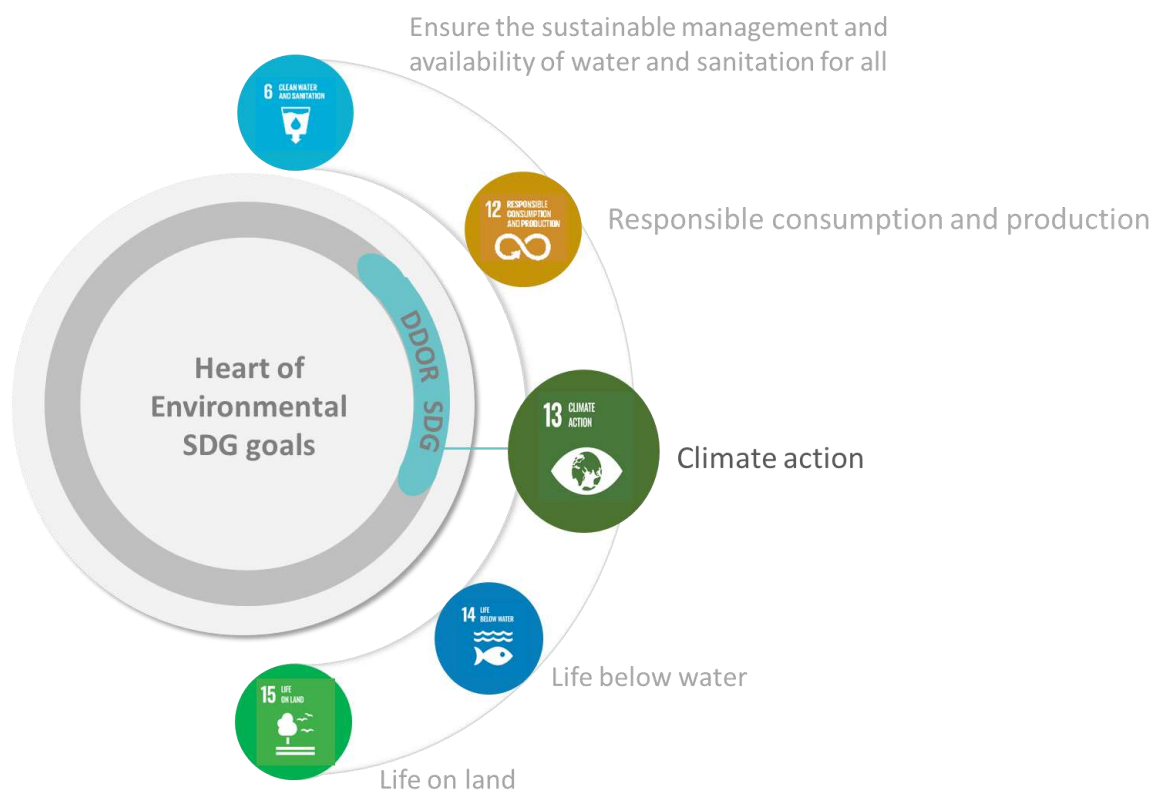 Ensure the sustainable management and
availability of water and sanitation for all
6 CLEAN WATER
AND SANITATION
12 RESPONSIBLE
CONSUMPTION
AND PRODUCTION
Responsible consumption and production
DDOR SDG
Heart of
Environmental
SDG goals
13 CLIMATE
ACTION
Climate action
14 LIFE
BELOW WATER
Life below water
15 LIFE
ON LAND
Life on land